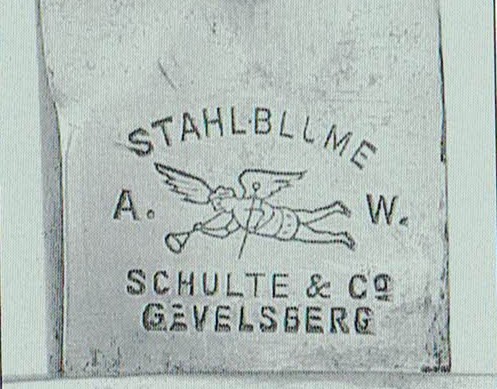 STAHL·BLUME
A. W.
SCHULTE & Cº
GEVELSBERG